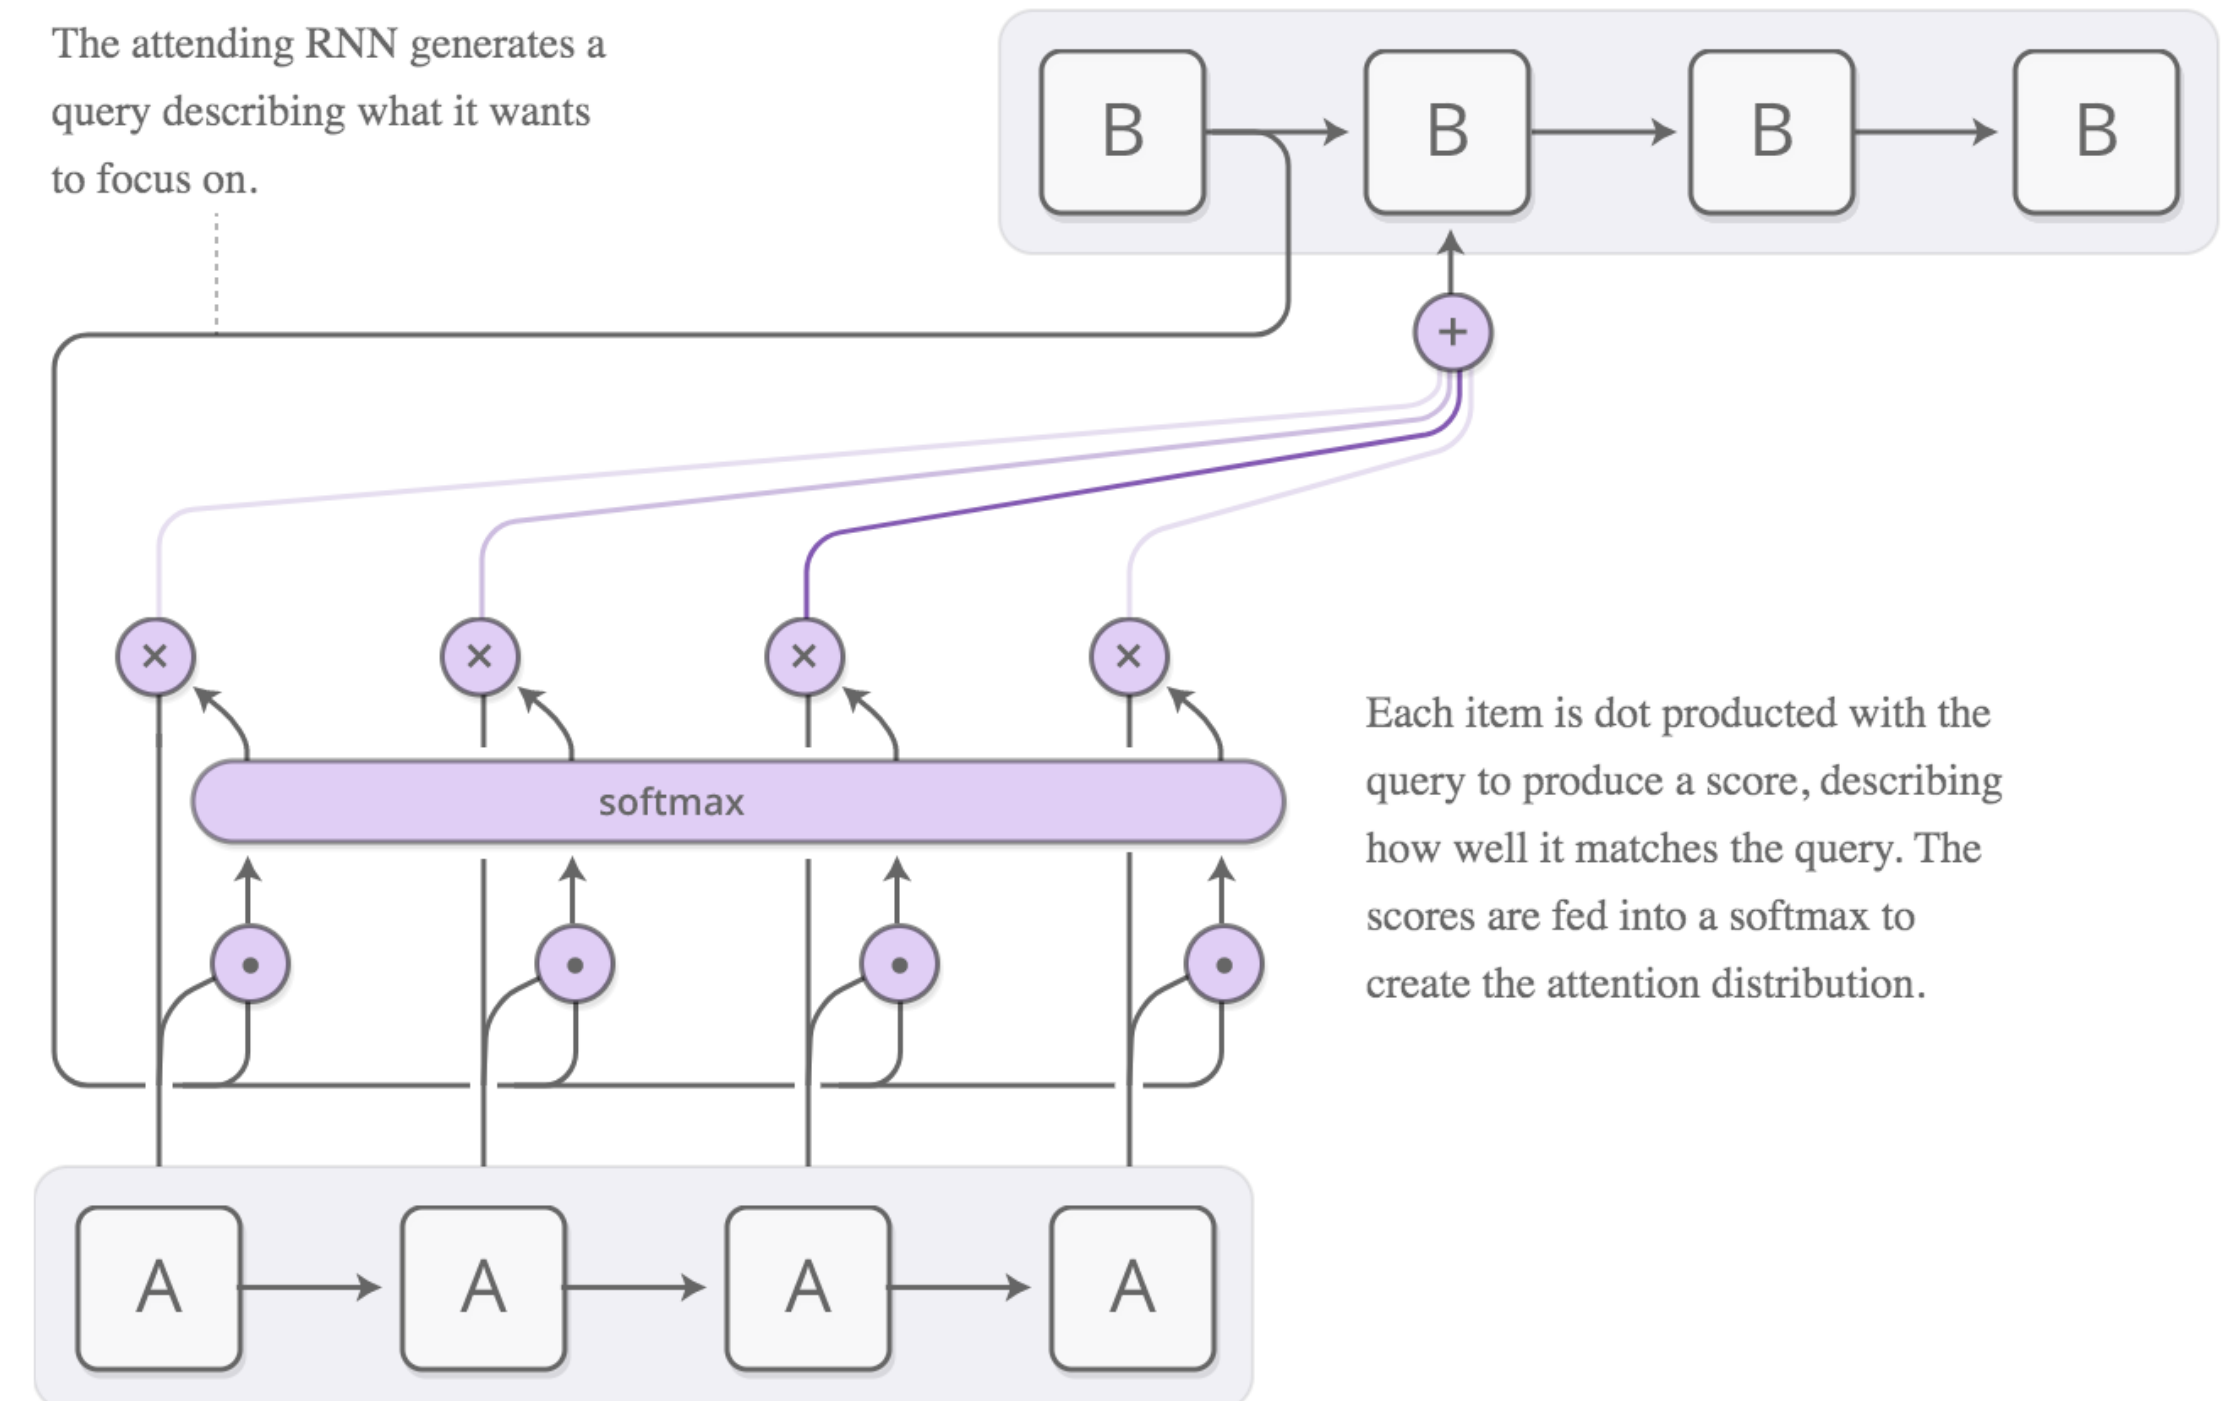 The attending RNN generates a
query describing what it wants
to focus on.
B B B B
+
× × × ×
softmax
Each item is dot producted with the
query to produce a score, describing
how well it matches the query. The
scores are fed into a softmax to
create the attention distribution.
A A A A